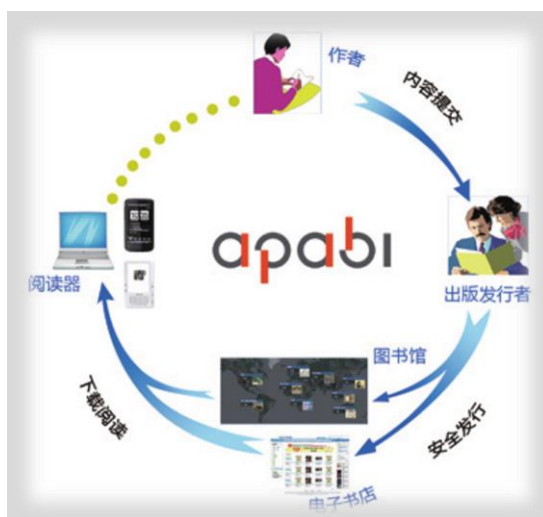 作者
内容提交
apabi
阅读器
出版发行者
图书馆
下载阅读
安全发行
电子书店